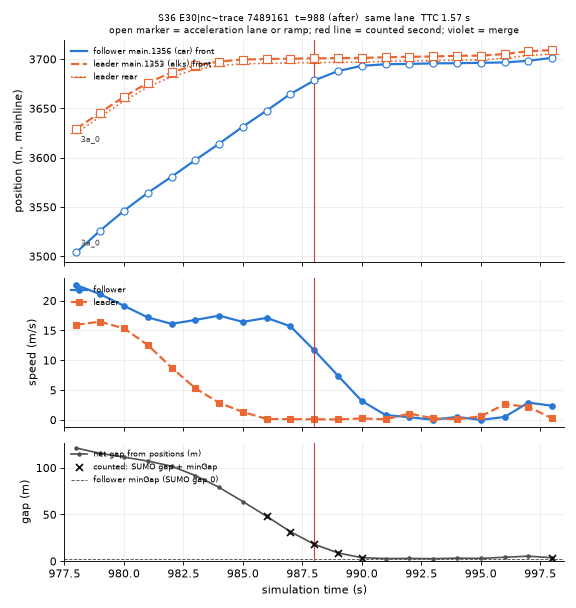 S36 E30|nc~trace 7489161  t=988 (after)  same lane  TTC 1.57 s
open marker = acceleration lane or ramp; red line = counted second; violet = merge
follower main.1356 (car) front
leader main.1353 (alks) front
leader rear
3700
3650
3600
3550
3500
position (m, mainline)
3a_0
3a_0
follower
leader
20
15
10
5
0
speed (m/s)
net gap from positions (m)
counted: SUMO gap + minGap
follower minGap (SUMO gap 0)
100
50
0
gap (m)
977.5 980.0 982.5 985.0 987.5 990.0 992.5 995.0 997.5
simulation time (s)